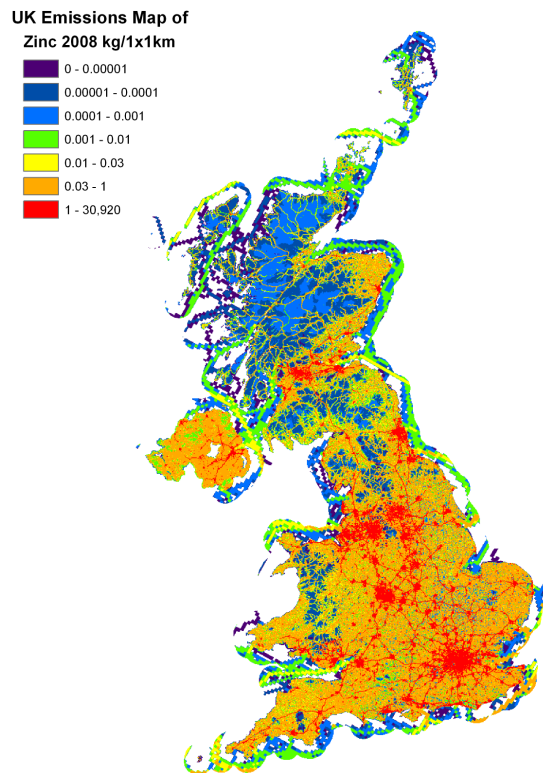 UK Emissions Map of
Zinc 2008 kg/1x1km
0 - 0.00001
0.00001 - 0.0001
0.0001 - 0.001
0.001 - 0.01
0.01 - 0.03
0.03 - 1
1 - 30,920